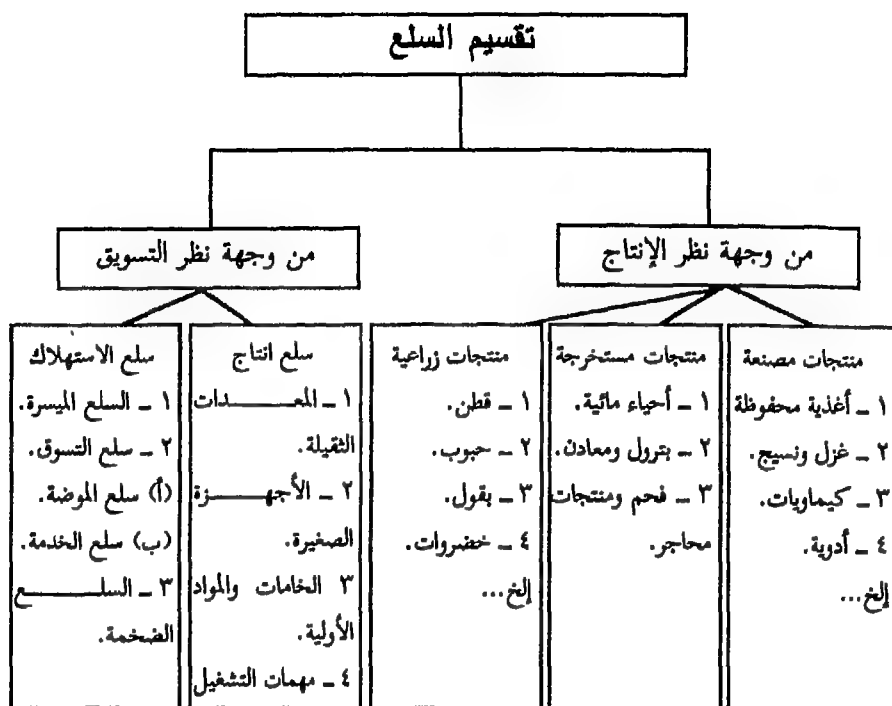 تقسيم السلع
من وجهة نظر الإنتاج
من وجهة نظر التسويق
منتجات مصنعة
١ ـ أغذية محفوظة
٢ ـ غزل ونسيج.
٣ ـ كيماويات.
٤ ـ أدوية.
إلخ...
منتجات مستخرجة
١ ـ أحياء مائية.
٢ ـ بترول ومعادن.
٣ ـ فحم ومنتجات
محاجر.
منتجات زراعية
١ ـ قطن.
٢ ـ حبوب.
٣ ـ بقول.
٤ ـ خضروات.
إلخ...
سلع انتاج
١ ـ المعـــــدات
الثقيلة.
٢ ـ الأجهـــــزة
الصغيرة.
٣ الخامات والمواد
الأولية.
٤ ـ مهمات التشغيل
سلع الاستهلاك
١ ـ السلع الميسرة.
٢ ـ سلع التسوق.
(أ) سلع الموضة.
(ب) سلع الخدمة.
٣ ـ السلـــــع
الضخمة.